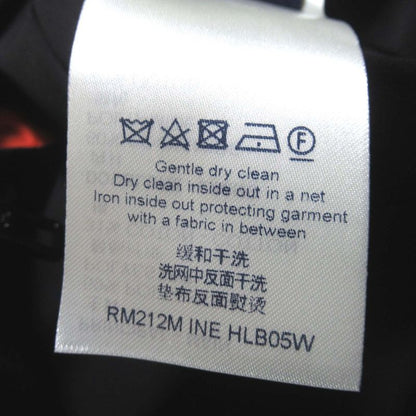 F
Gentle dry clean
Dry clean inside out in a net
Iron inside out protecting garment
with a fabric in between
缓和干洗
洗网中反面干洗
垫布反面熨烫
RM212M INE HLB05W